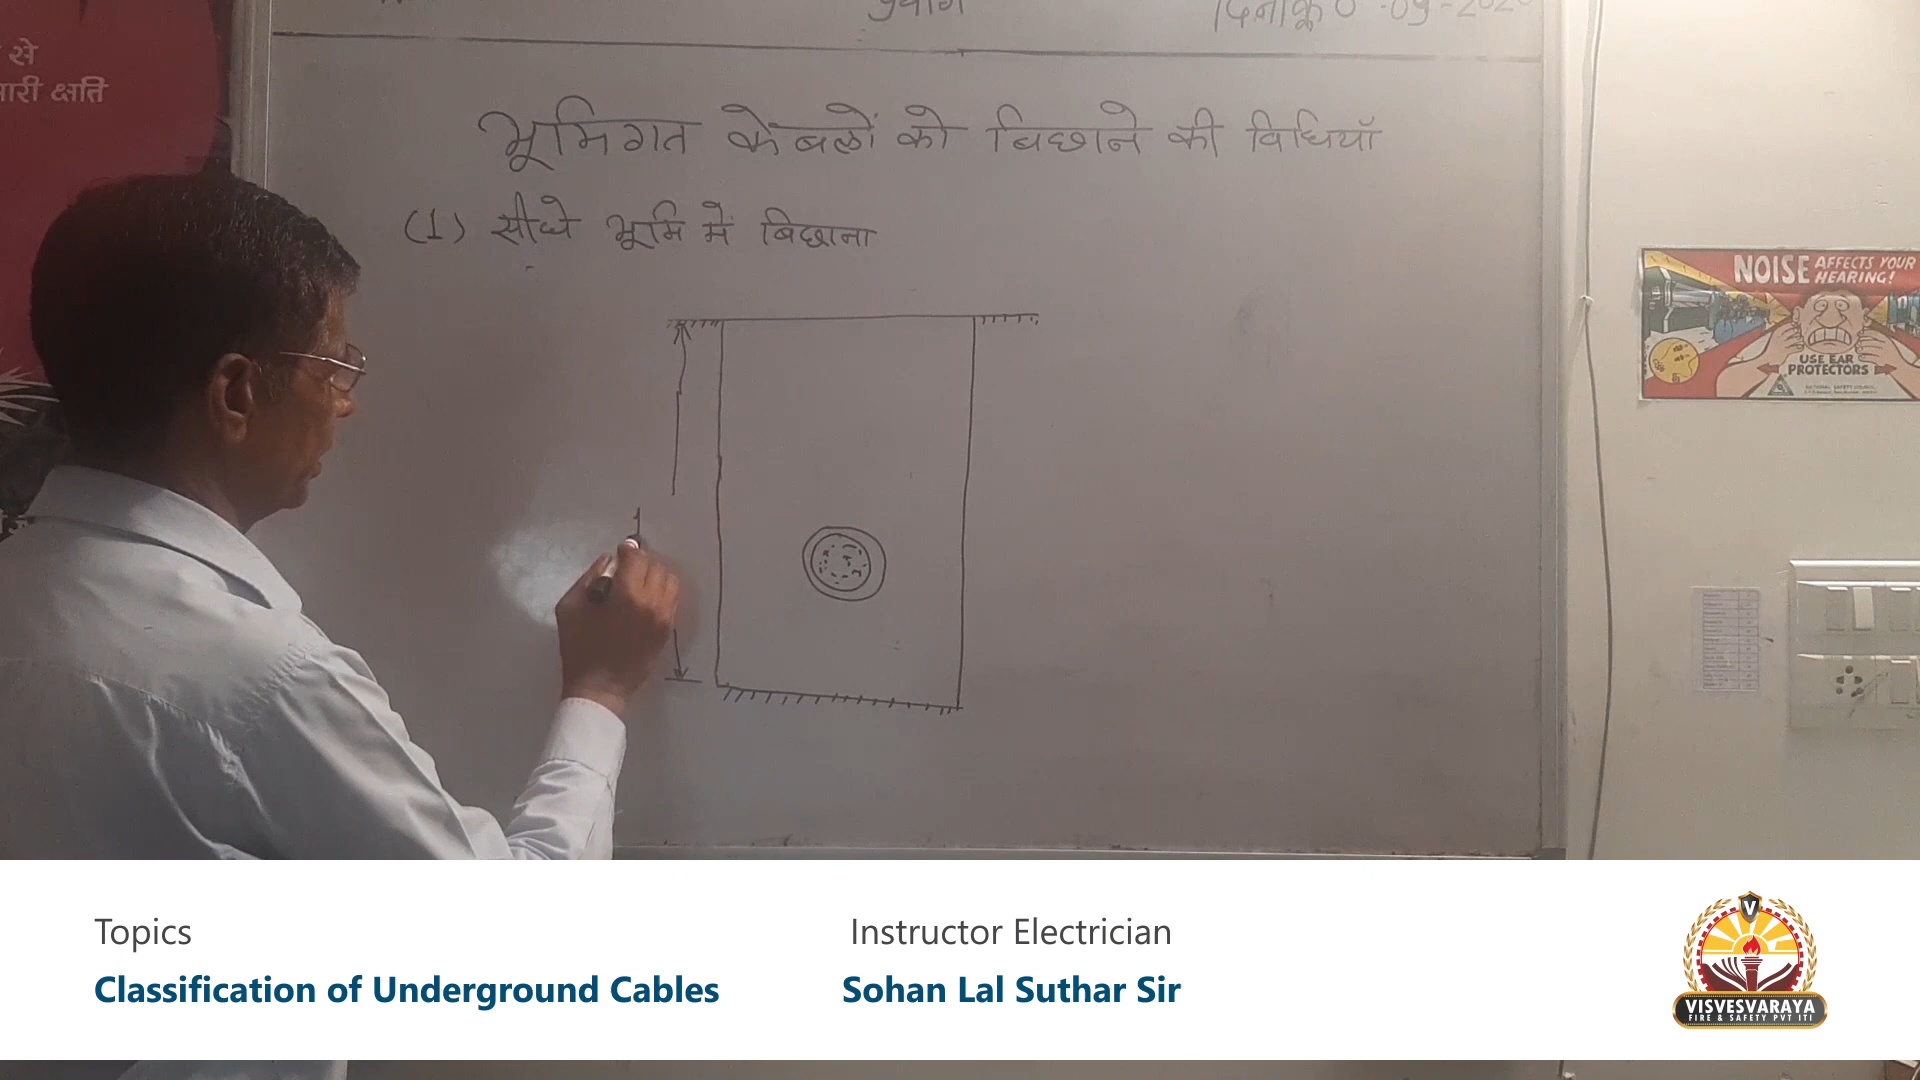 से
भारी क्षति
भूमिगत केबलों को बिछाने की विधियाँ
(1) सीधे भूमि में बिछाना
NOISE AFFECTS YOUR HEARING!
USE EAR PROTECTORS
Topics
Instructor Electrician
Classification of Underground Cables
Sohan Lal Suthar Sir
VISVESVARAYA
FIRE & SAFETY PVT ITI